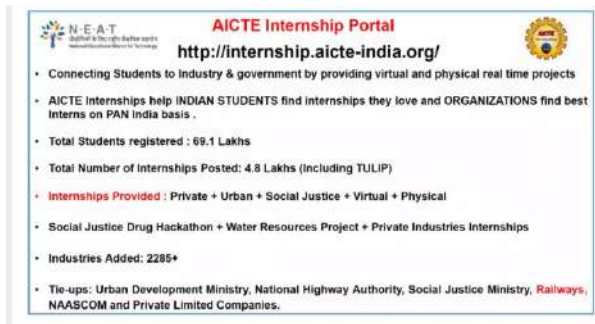 N·E·A·T
AICTE Internship Portal
http://internship.aicte-india.org/
AICTE
• Connecting Students to Industry & government by providing virtual and physical real time projects
• AICTE Internships help INDIAN STUDENTS find internships they love and ORGANIZATIONS find best
Interns on PAN India basis .
• Total Students registered : 69.1 Lakhs
• Total Number of Internships Posted: 4.8 Lakhs (Including TULIP)
• Internships Provided : Private + Urban + Social Justice + Virtual + Physical
• Social Justice Drug Hackathon + Water Resources Project + Private Industries Internships
• Industries Added: 2285+
• Tie-ups: Urban Development Ministry, National Highway Authority, Social Justice Ministry, Railways,
NAASCOM and Private Limited Companies.